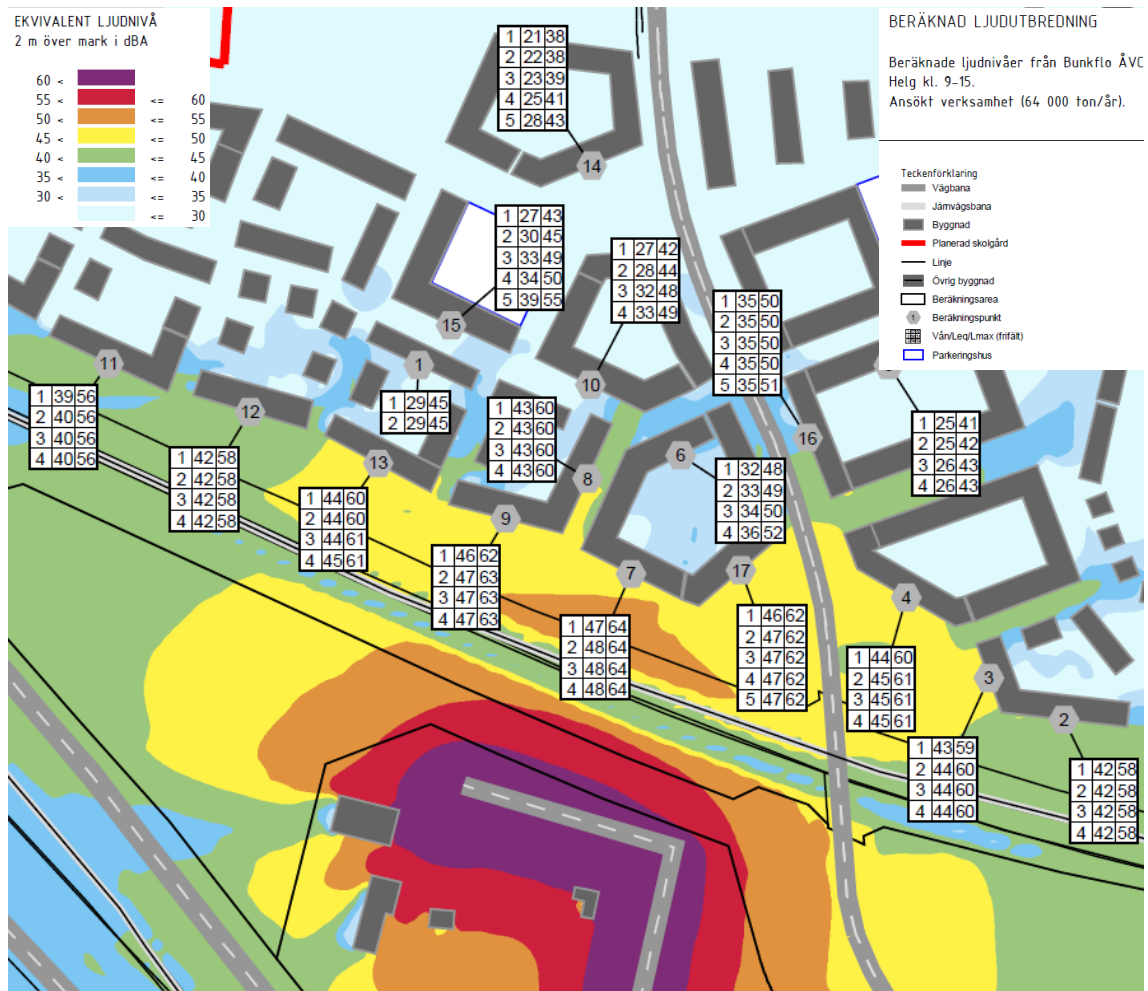 EKVIVALENT LJUDNIVÅ
2 m över mark i dBA
60 <
55 < <= 60
50 < <= 55
45 < <= 50
40 < <= 45
35 < <= 40
30 < <= 35
<= 30
BERÄKNAD LJUDUTBREDNING
Beräknade ljudnivåer från Bunkflo ÅVC
Helg kl. 9-15.
Ansökt verksamhet (64 000 ton/år).
Teckenförklaring
Vägbana
Järnvägsbana
Byggnad
Planerad skolgård
Linje
Övrig byggnad
Beräkningsarea
1 Beräkningspunkt
Vån/Leq/Lmax (frifält)
Parkeringshus
1 21 38
2 22 38
3 23 39
4 25 41
5 28 43
14
1 27 43
2 30 45
3 33 49
4 34 50
5 39 55
15
1 27 42
2 28 44
3 32 48
4 33 49
10
1 35 50
2 35 50
3 35 50
4 35 50
5 35 51
16
11
1 39 56
2 40 56
3 40 56
4 40 56
12
1 42 58
2 42 58
3 42 58
4 42 58
1
1 29 45
2 29 45
13
1 44 60
2 44 60
3 44 61
4 45 61
1 43 60
2 43 60
3 43 60
4 43 60
8
6
1 32 48
2 33 49
3 34 50
4 36 52
1 25 41
2 25 42
3 26 43
4 26 43
9
1 46 62
2 47 63
3 47 63
4 47 63
7
1 47 64
2 48 64
3 48 64
4 48 64
17
1 46 62
2 47 62
3 47 62
4 47 62
5 47 62
4
1 44 60
2 45 61
3 45 61
4 45 61
3
1 43 59
2 44 60
3 44 60
4 44 60
2
1 42 58
2 42 58
3 42 58
4 42 58